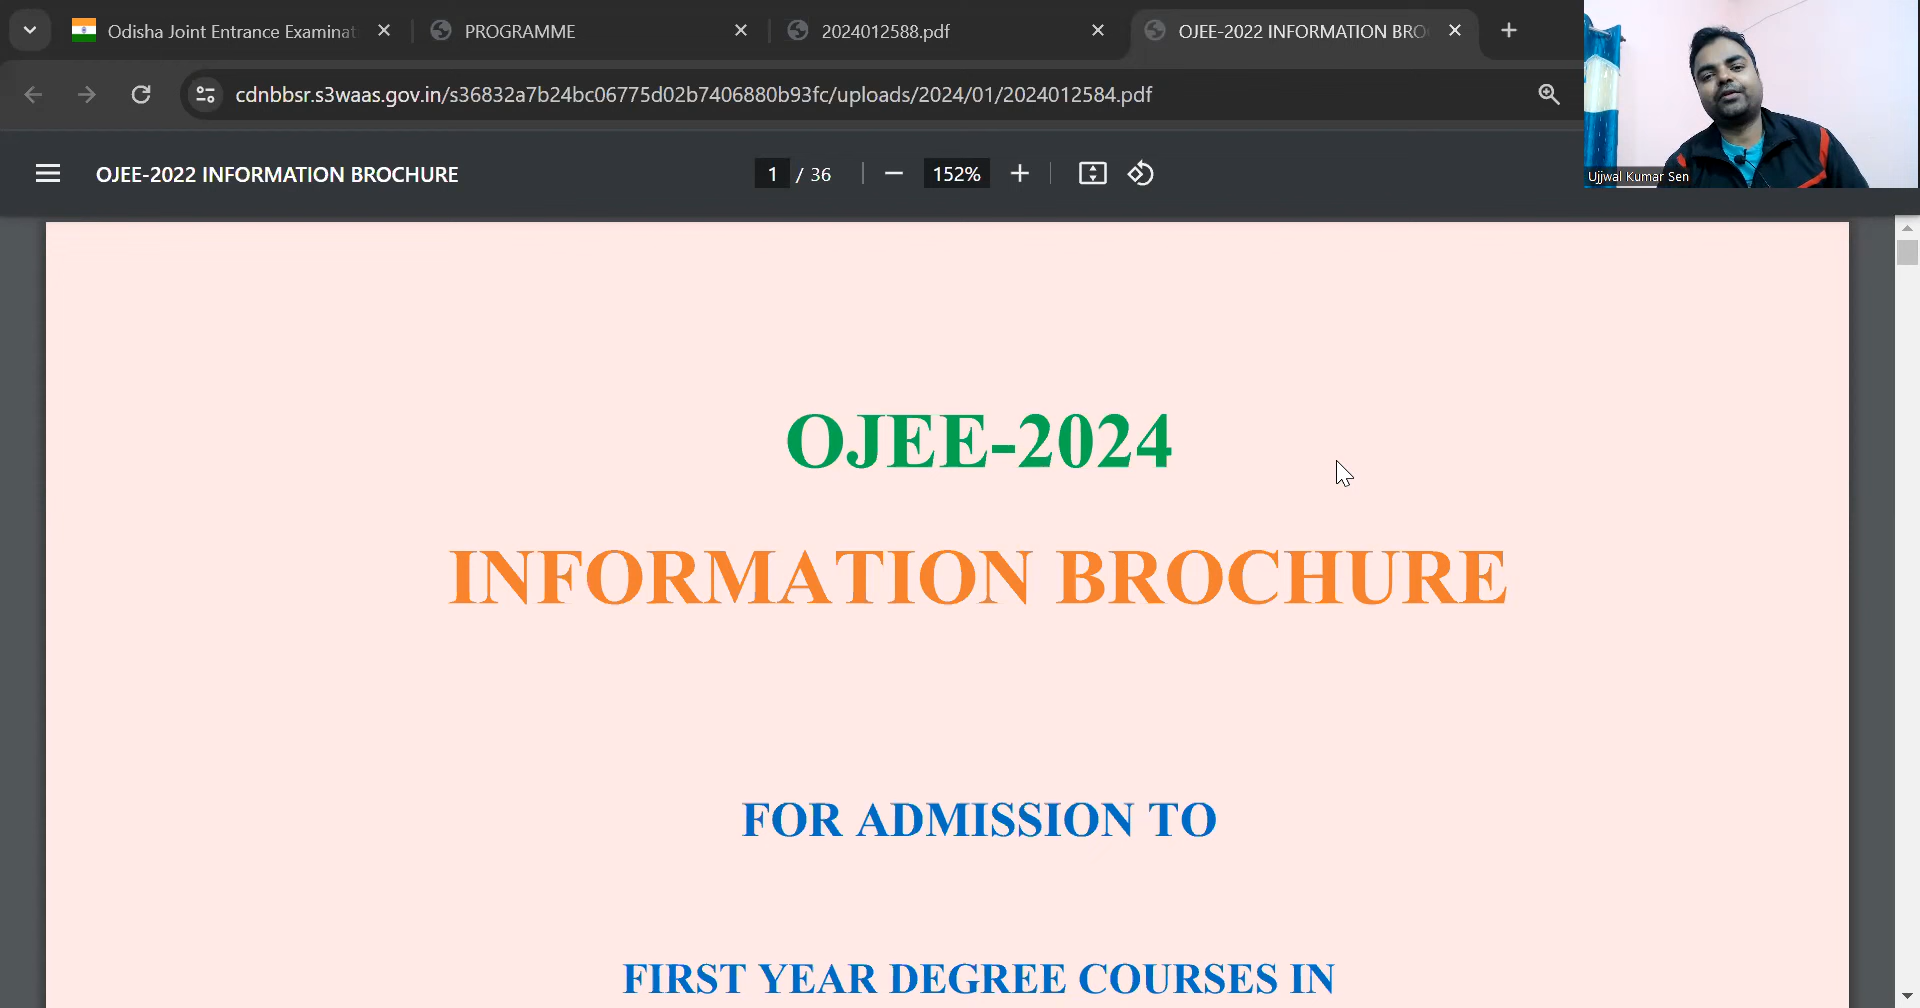 Odisha Joint Entrance Examinat
PROGRAMME
2024012588.pdf
OJEE-2022 INFORMATION BRO
cdnbbsr.s3waas.gov.in/s36832a7b24bc06775d02b7406880b93fc/uploads/2024/01/2024012584.pdf
OJEE-2022 INFORMATION BROCHURE
1 / 36
152%
Ujjwal Kumar Sen
OJEE-2024
INFORMATION BROCHURE
FOR ADMISSION TO
FIRST YEAR DEGREE COURSES IN